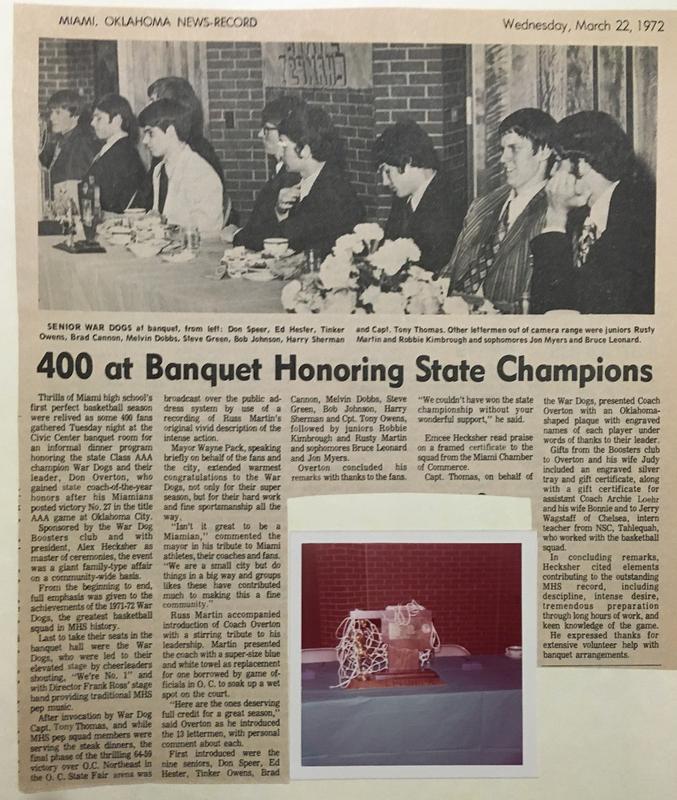 MIAMI, OKLAHOMA NEWS-RECORD
Wednesday, March 22, 1972
SENIOR WAR DOGS at banquet, from left: Don Speer, Ed Hester, Tinker
Owens, Brad Cannon, Melvin Dobbs, Steve Green, Bob Johnson, Harry Sherman
and Capt. Tony Thomas. Other lettermen out of camera range were juniors Rusty
Martin and Robbie Kimbrough and sophomores Jon Myers and Bruce Leonard.
400 at Banquet Honoring State Champions
Thrills of Miami high school's
first perfect basketball season
were relived as some 400 fans
gathered Tuesday night at the
Civic Center banquet room for
an informal dinner program
honoring the state Class AAA
champion War Dogs and their
leader, Don Overton, who
gained state coach-of-the-year
honors after his Miamians
posted victory No. 27 in the title
AAA game at Oklahoma City.
Sponsored by the War Dog
Boosters club and with
president, Alex Hecksher as
master of ceremonies, the event
was a giant family-type affair
on a community-wide basis.
From the beginning to end,
full emphasis was given to the
achievements of the 1971-72 War
Dogs, the greatest basketball
squad in MHS history.
Last to take their seats in the
banquet hall were the War
Dogs, who were led to their
elevated stage by cheerleaders
shouting, "We're No. 1" and
with Director Frank Ross' stage
band providing traditional MHS
pep music.
After invocation by War Dog
Capt. Tony Thomas, and while
MHS pep squad members were
serving the steak dinners, the
final phase of the thrilling 64-59
victory over O.C. Northeast in
the O. C. State Fair arena was
broadcast over the public ad-
dress system by use of a
recording of Russ Martin's
original vivid description of the
intense action.
Mayor Wayne Pack, speaking
briefly on behalf of the fans and
the city, extended warmest
congratulations to the War
Dogs, not only for their super
season, but for their hard work
and fine sportsmanship all the
way.
"Isn't it great to be a
Miamian," commented the
mayor in his tribute to Miami
athletes, their coaches and fans.
"We are a small city but do
things in a big way and groups
likes these have contributed
much to making this a fine
community."
Russ Martin accompanied
introduction of Coach Overton
with a stirring tribute to his
leadership. Martin presented
the coach with a super-size blue
and white towel as replacement
for one borrowed by game of-
ficials in O. C. to soak up a wet
spot on the court.
"Here are the ones deserving
full credit for a great season,"
said Overton as he introduced
the 13 lettermen, with personal
comment about each.
First introduced were the
nine seniors, Don Speer, Ed
Hester, Tinker Owens, Brad
Cannon, Melvin Dobbs, Steve
Green, Bob Johnson, Harry
Sherman and Cpt. Tony Owens,
followed by juniors Robbie
Kimbrough and Rusty Martin
and sophomores Bruce Leonard
and Jon Myers.
Overton concluded his
remarks with thanks to the fans.
"We couldn't have won the state
championship without your
wonderful support," he said.
Emcee Hecksher read praise
on a framed certificate to the
squad from the Miami Chamber
of Commerce.
Capt. Thomas, on behalf of
the War Dogs, presented Coach
Overton with an Oklahoma-
shaped plaque with engraved
names of each player under
words of thanks to their leader.
Gifts from the Boosters club
to Overton and his wife Judy
included an engraved silver
tray and gift certificate, along
with a gift certificate for
assistant Coach Archie Loehr
and his wife Bonnie and to Jerry
Wagstaff of Chelsea, intern
teacher from NSC, Tahlequah,
who worked with the basketball
squad.
In concluding remarks,
Hecksher cited elements
contributing to the outstanding
MHS record, including
descipline, intense desire,
tremendous preparation
through long hours of work, and
keen knowledge of the game.
He expressed thanks for
extensive volunteer help with
banquet arrangements.